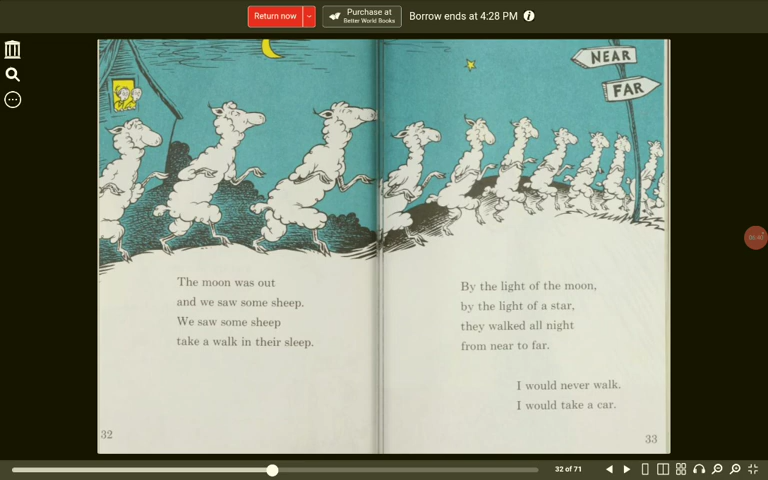 Return now
Purchase at
Better World Books
Borrow ends at 4:28 PM
NEAR
FAR
The moon was out
and we saw some sheep.
We saw some sheep
take a walk in their sleep.
32
By the light of the moon,
by the light of a star,
they walked all night
from near to far.
I would never walk.
I would take a car.
33
32 of 71